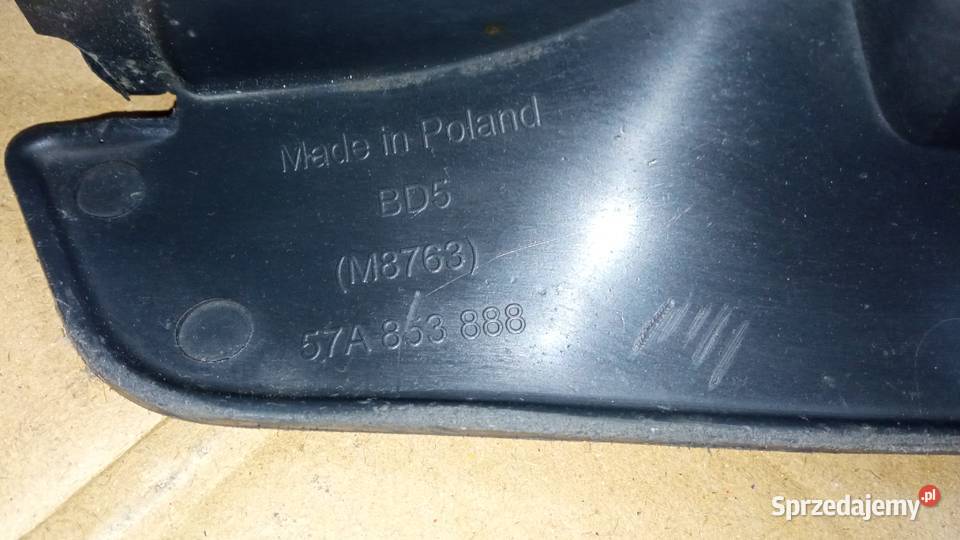 Made in Poland
BD5
(M8763)
57A 853 888
Sprzedajemy.pl